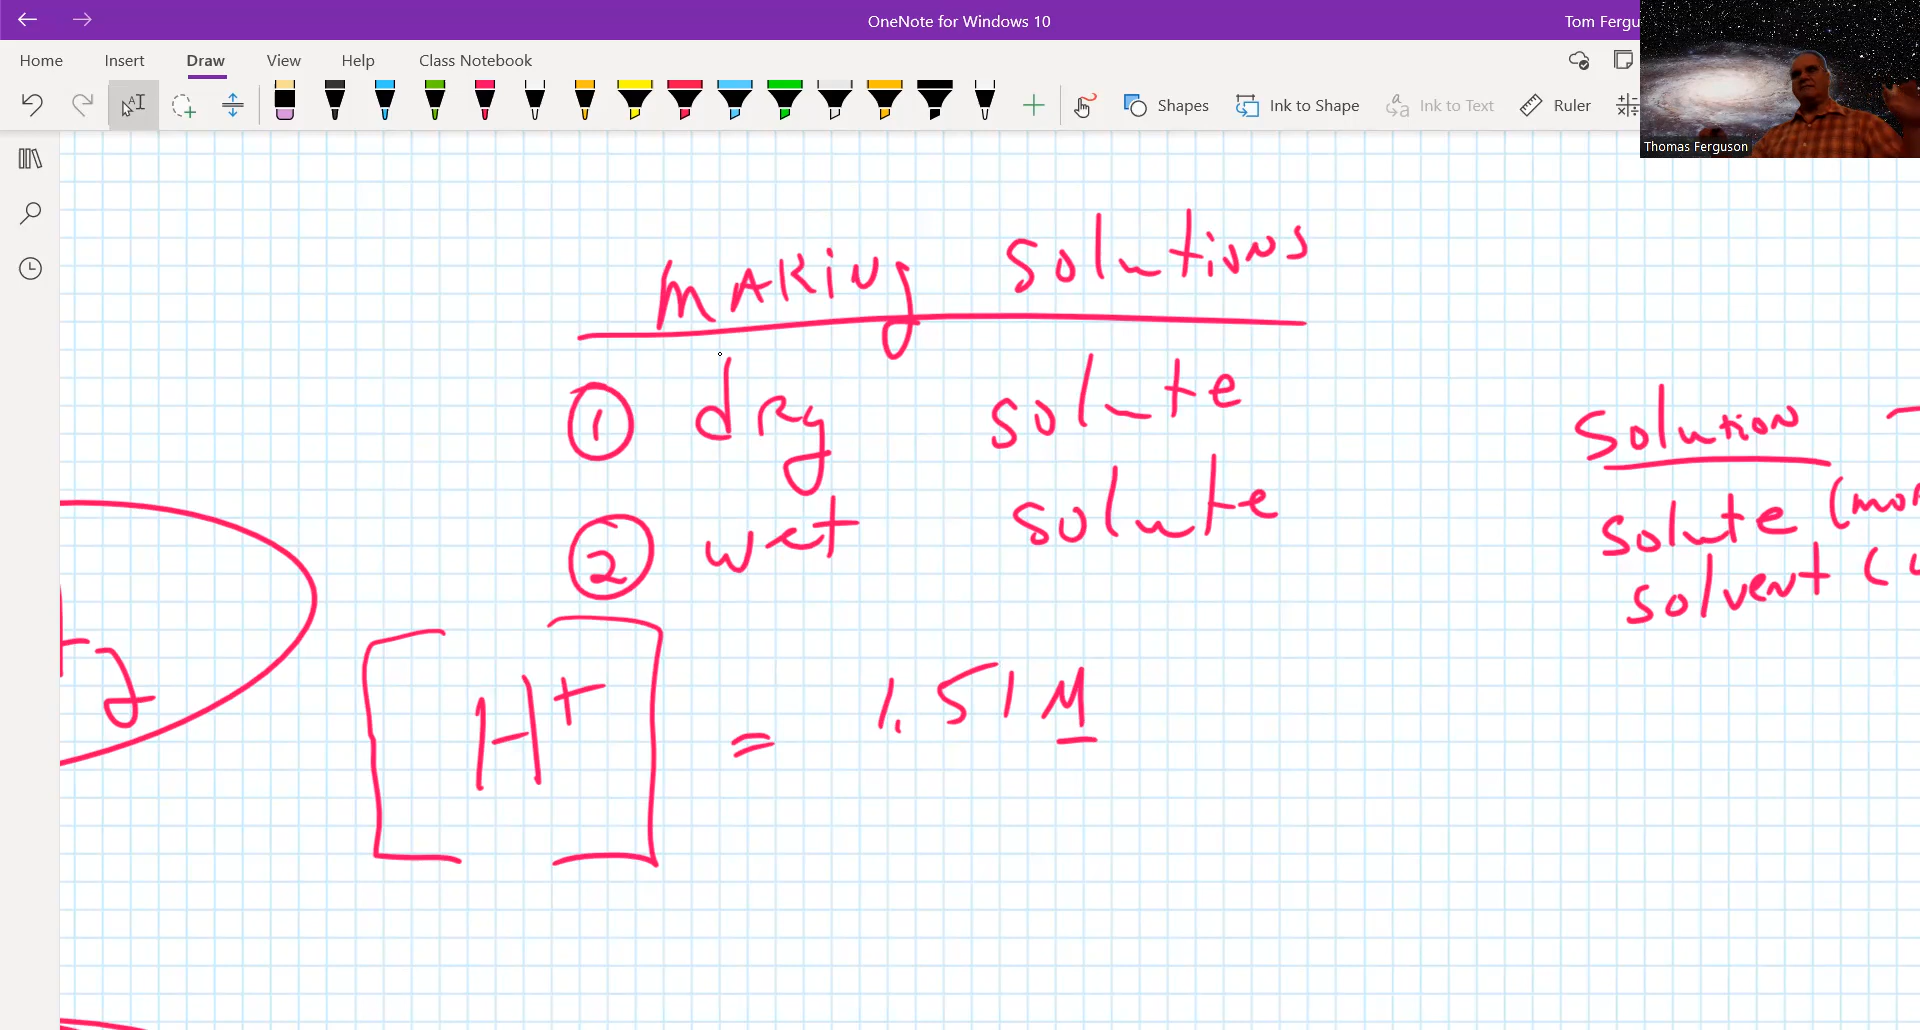 OneNote for Windows 10
Tom Fergu
Home Insert Draw View Help Class Notebook
Shapes Ink to Shape Ink to Text Ruler
Thomas Ferguson
MAKING solutions
① dry solute
② wet solute
[H+] = 1.51 M
solution
solute (mor
solvent (